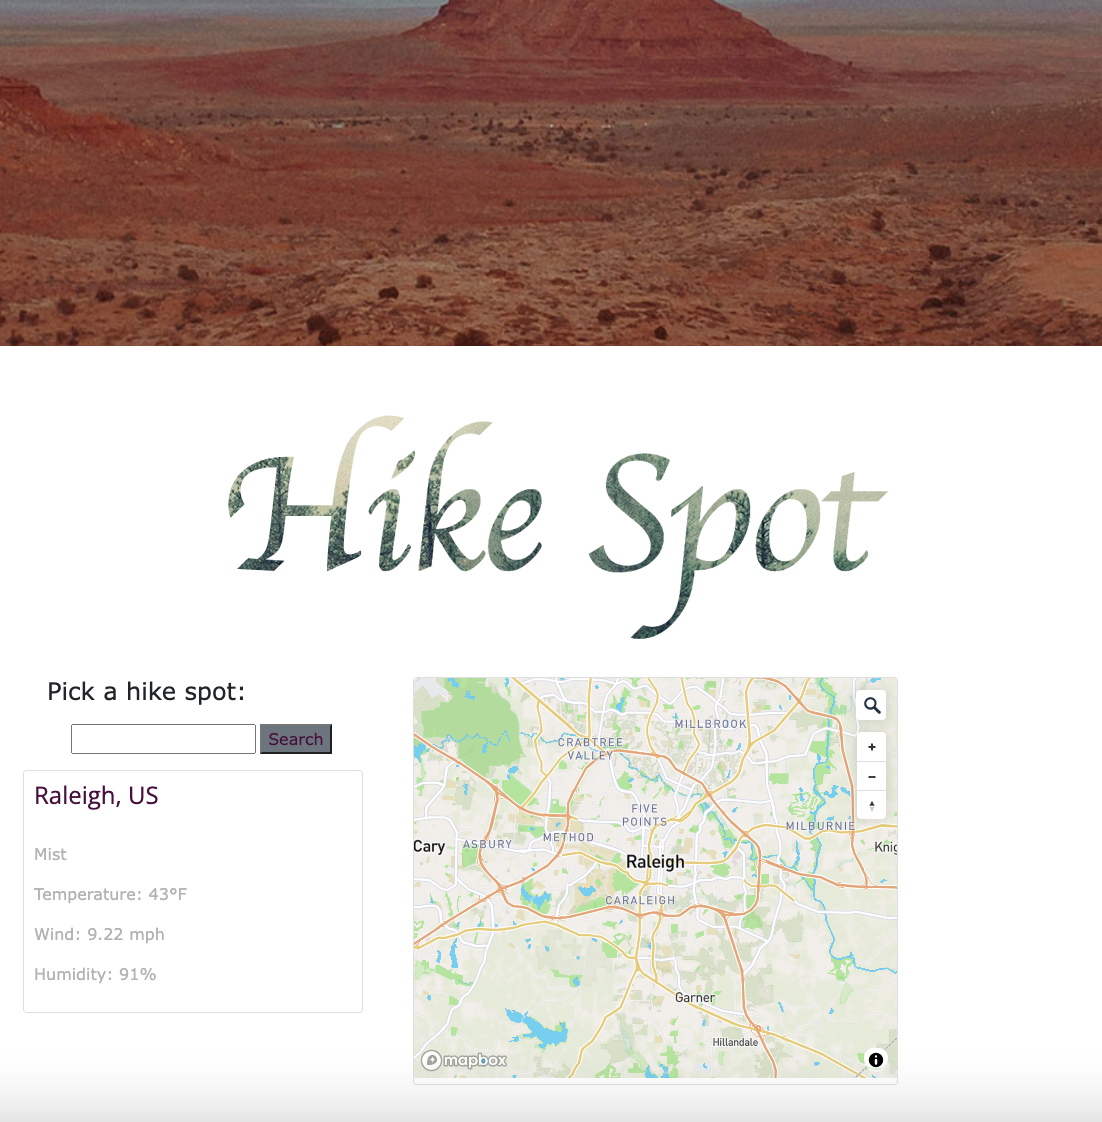 Hike Spot
Pick a hike spot:
Search
Raleigh, US
Mist
Temperature: 43°F
Wind: 9.22 mph
Humidity: 91%
MILLBROOK
CRABTREE
VALLEY
FIVE
POINTS
MILBURNIE
METHOD
ASBURY
Cary
Knig
Raleigh
CARALEIGH
Garner
Hillandale
mapbox